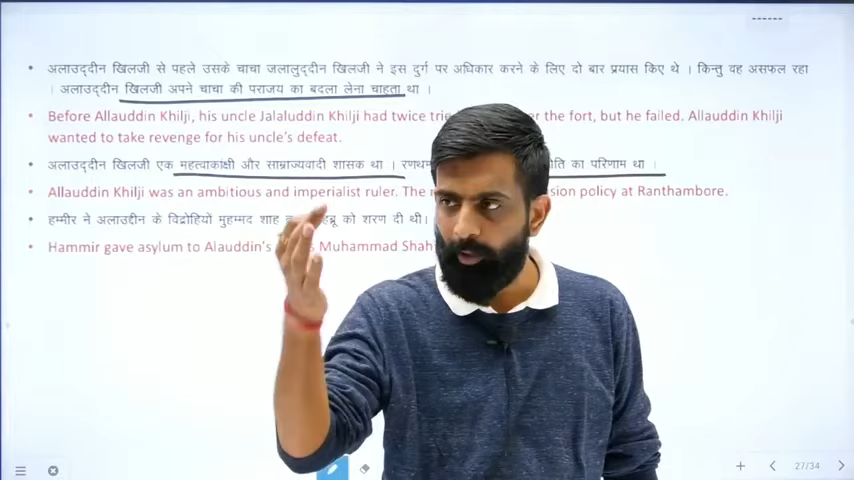 • अलाउद्दीन खिलजी से पहले उसके चाचा जलालुद्दीन खिलजी ने इस दुर्ग पर अधिकार करने के लिए दो बार प्रयास किए थे । किन्तु वह असफल रहा
। अलाउद्दीन खिलजी अपने चाचा की पराजय का बदला लेना चाहता था ।
• Before Allauddin Khilji, his uncle Jalaluddin Khilji had twice the fort, but he failed. Allauddin Khilji
wanted to take revenge for his uncle's defeat.
• अलाउद्दीन खिलजी एक महत्वाकांक्षी और साम्राज्यवादी शासक था । का परिणाम था ।
• Allauddin Khilji was an ambitious and imperialist ruler. The policy at Ranthambore.
• हम्मीर ने अलाउद्दीन के विद्रोहियों मुहम्मद शाह को शरण दी थी।
• Hammir gave asylum to Alauddin's Muhammad Shah
27/34